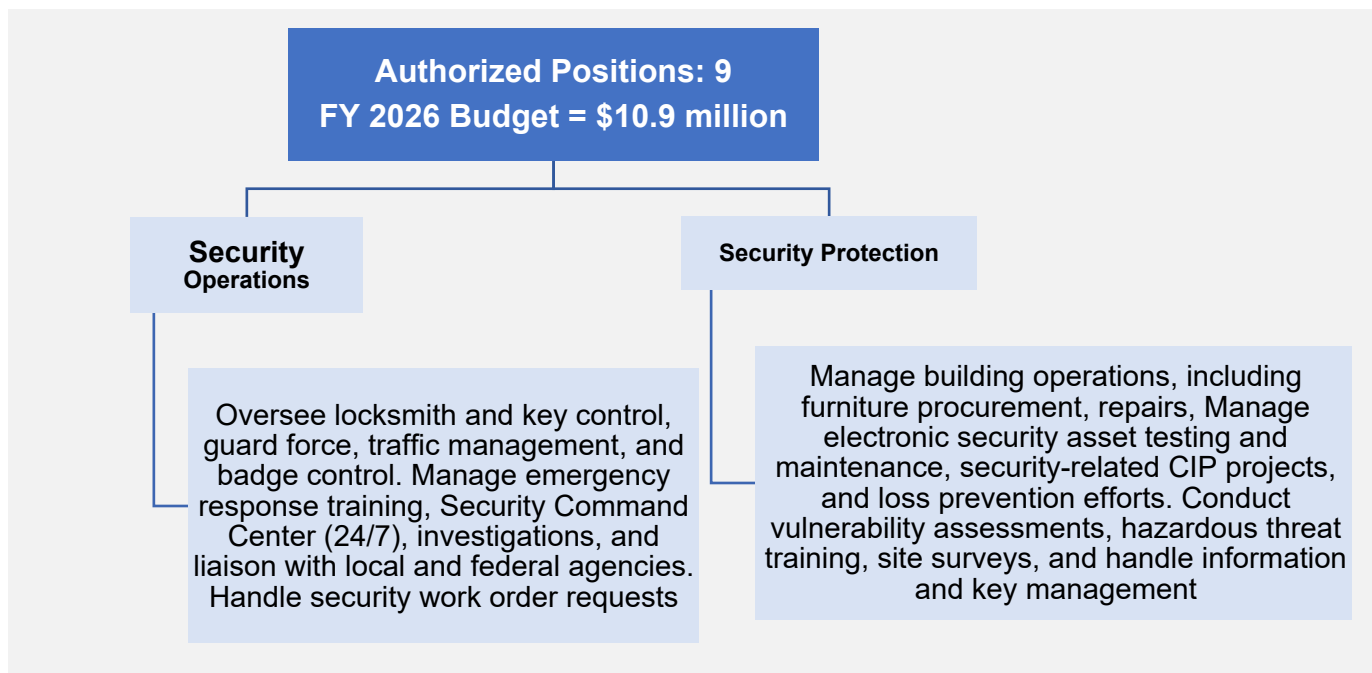 Authorized Positions: 9
FY 2026 Budget = $10.9 million
Security
Operations
Security Protection
Oversee locksmith and key control,
guard force, traffic management, and
badge control. Manage emergency
response training, Security Command
Center (24/7), investigations, and
liaison with local and federal agencies.
Handle security work order requests
Manage building operations, including
furniture procurement, repairs, Manage
electronic security asset testing and
maintenance, security-related CIP projects,
and loss prevention efforts. Conduct
vulnerability assessments, hazardous threat
training, site surveys, and handle information
and key management